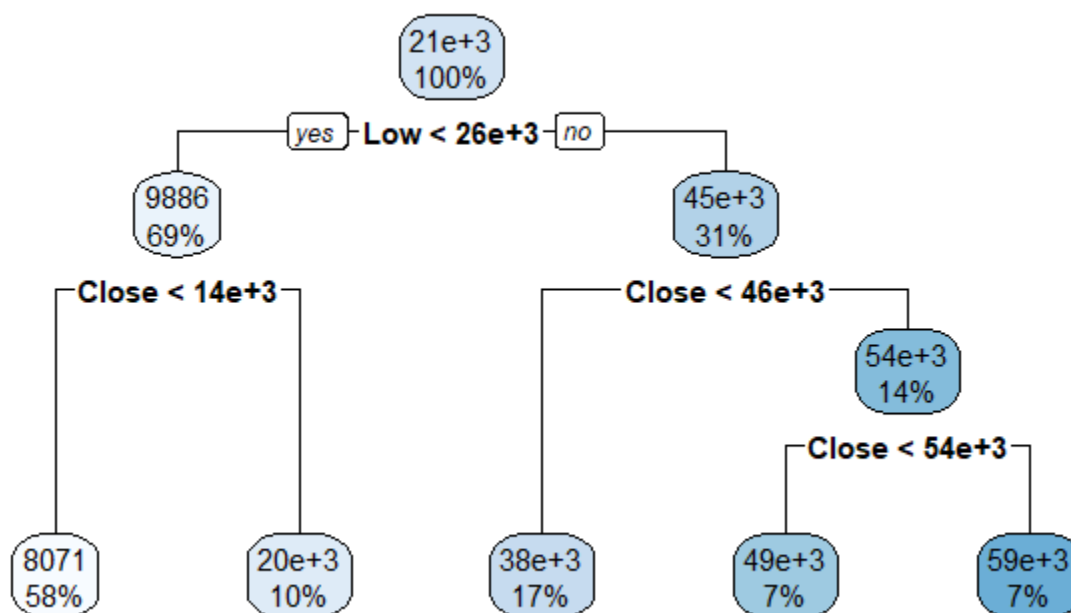 21e+3
100%
yes Low < 26e+3 no
9886
69%
45e+3
31%
Close < 14e+3
Close < 46e+3
54e+3
14%
Close < 54e+3
8071
58%
20e+3
10%
38e+3
17%
49e+3
7%
59e+3
7%